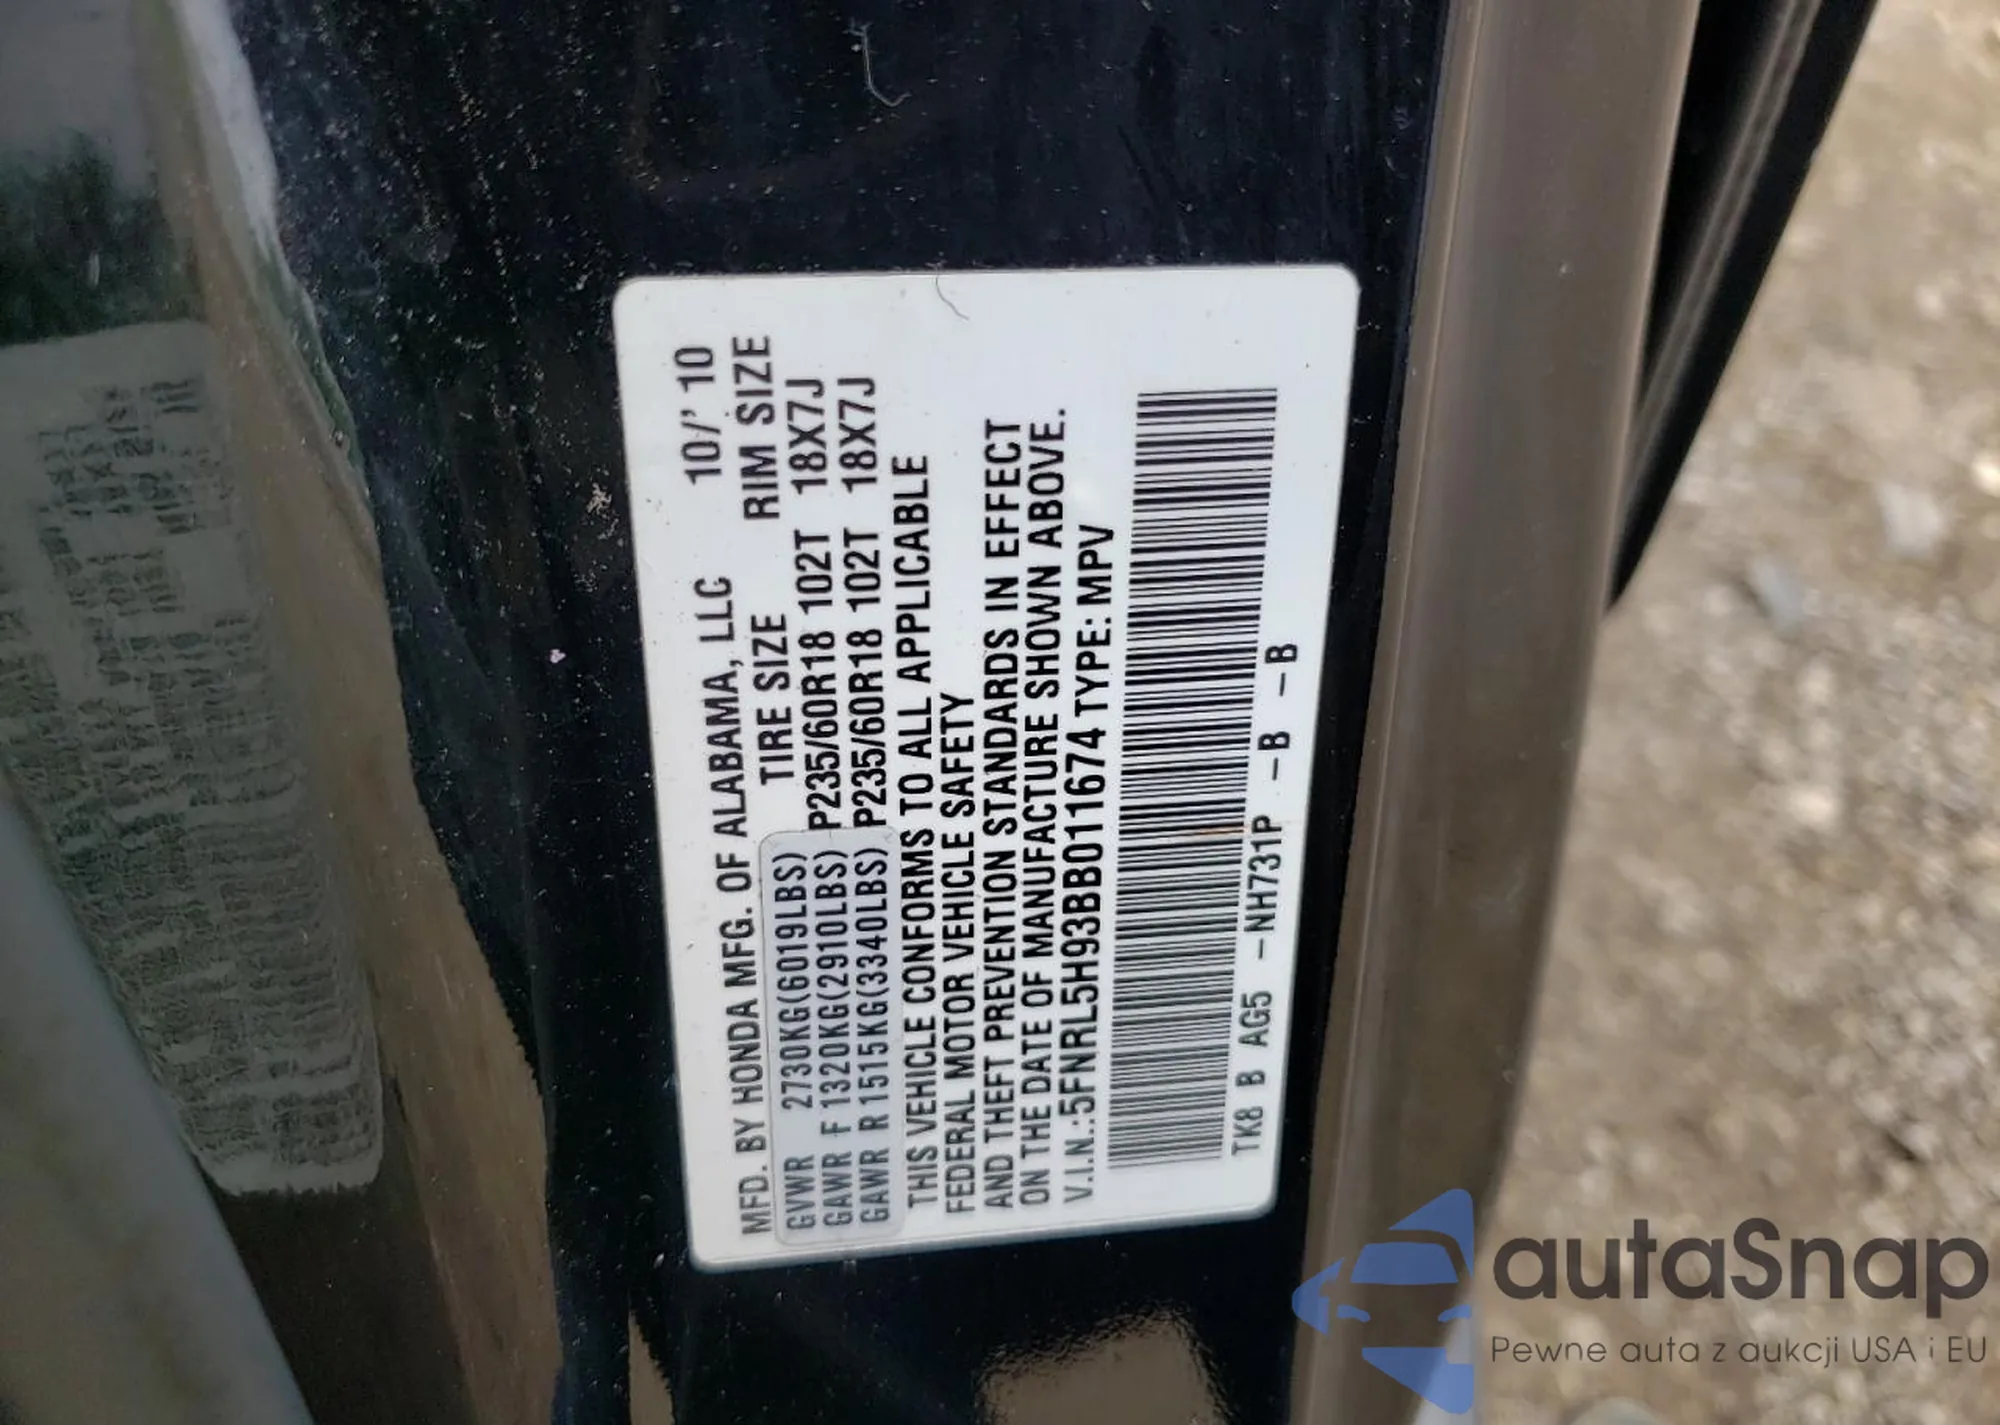 MFD. BY HONDA MFG. OF ALABAMA, LLC 10/'10
TIRE SIZE RIM SIZE
GVWR 2730KG(6019LBS)
GAWR F 1320KG(2910LBS) P235/60R18 102T 18X7J
GAWR R 1515KG(3340LBS) P235/60R18 102T 18X7J
THIS VEHICLE CONFORMS TO ALL APPLICABLE
FEDERAL MOTOR VEHICLE SAFETY
AND THEFT PREVENTION STANDARDS IN EFFECT
ON THE DATE OF MANUFACTURE SHOWN ABOVE.
V.I.N.:5FNRL5H93BB011674 TYPE: MPV
TK8 B AG5 -NH731P -B -B
autaSnap
Pewne auta z aukcji USA i EU